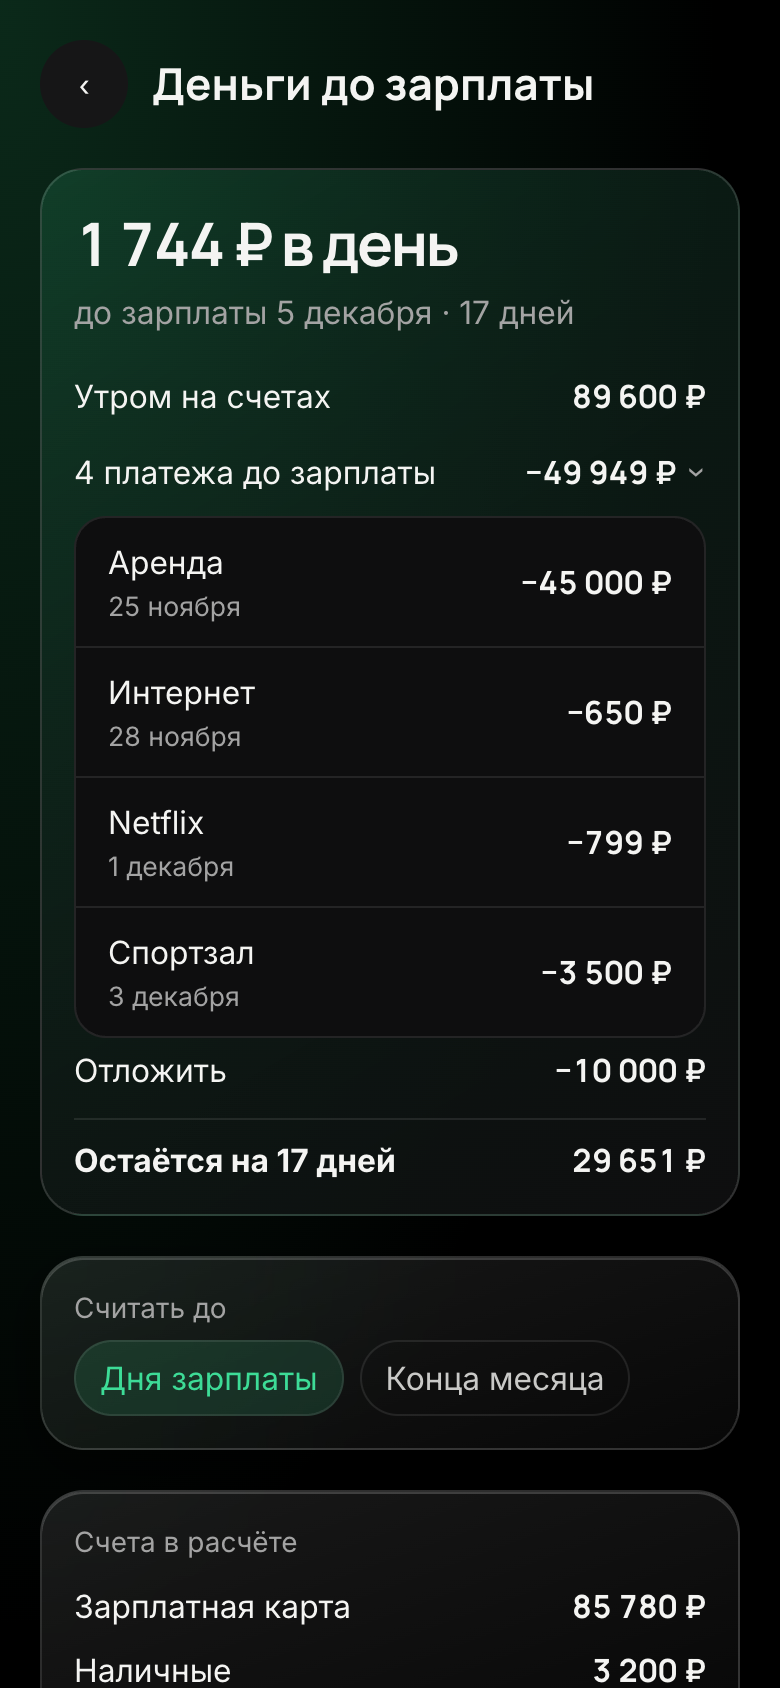 ‹ Деньги до зарплаты
1 744 ₽ в день
до зарплаты 5 декабря · 17 дней
Утром на счетах 89 600 ₽
4 платежа до зарплаты −49 949 ₽
Аренда
25 ноября
−45 000 ₽
Интернет
28 ноября
−650 ₽
Netflix
1 декабря
−799 ₽
Спортзал
3 декабря
−3 500 ₽
Отложить −10 000 ₽
Остаётся на 17 дней 29 651 ₽
Считать до
Дня зарплаты Конца месяца
Счета в расчёте
Зарплатная карта 85 780 ₽
Наличные 3 200 ₽